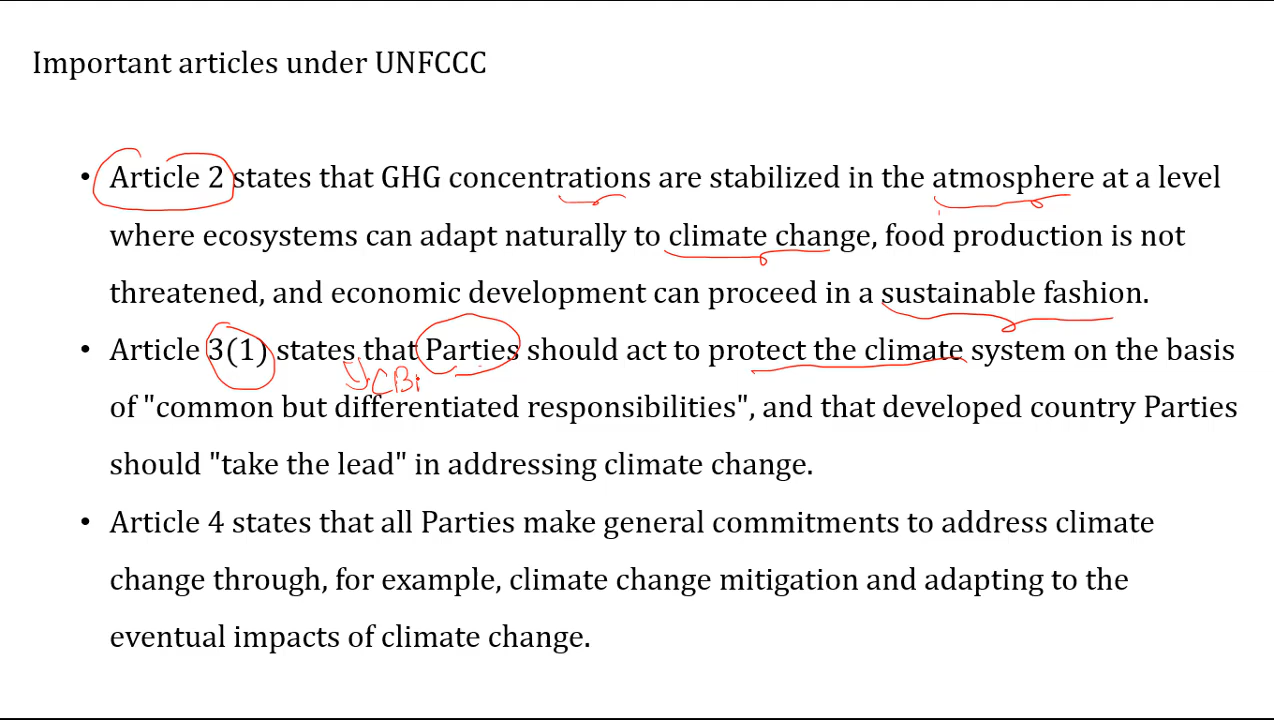 Important articles under UNFCCC
• Article 2 states that GHG concentrations are stabilized in the atmosphere at a level
where ecosystems can adapt naturally to climate change, food production is not
threatened, and economic development can proceed in a sustainable fashion.
• Article 3(1) states that Parties should act to protect the climate system on the basis
CBi
of "common but differentiated responsibilities", and that developed country Parties
should "take the lead" in addressing climate change.
• Article 4 states that all Parties make general commitments to address climate
change through, for example, climate change mitigation and adapting to the
eventual impacts of climate change.